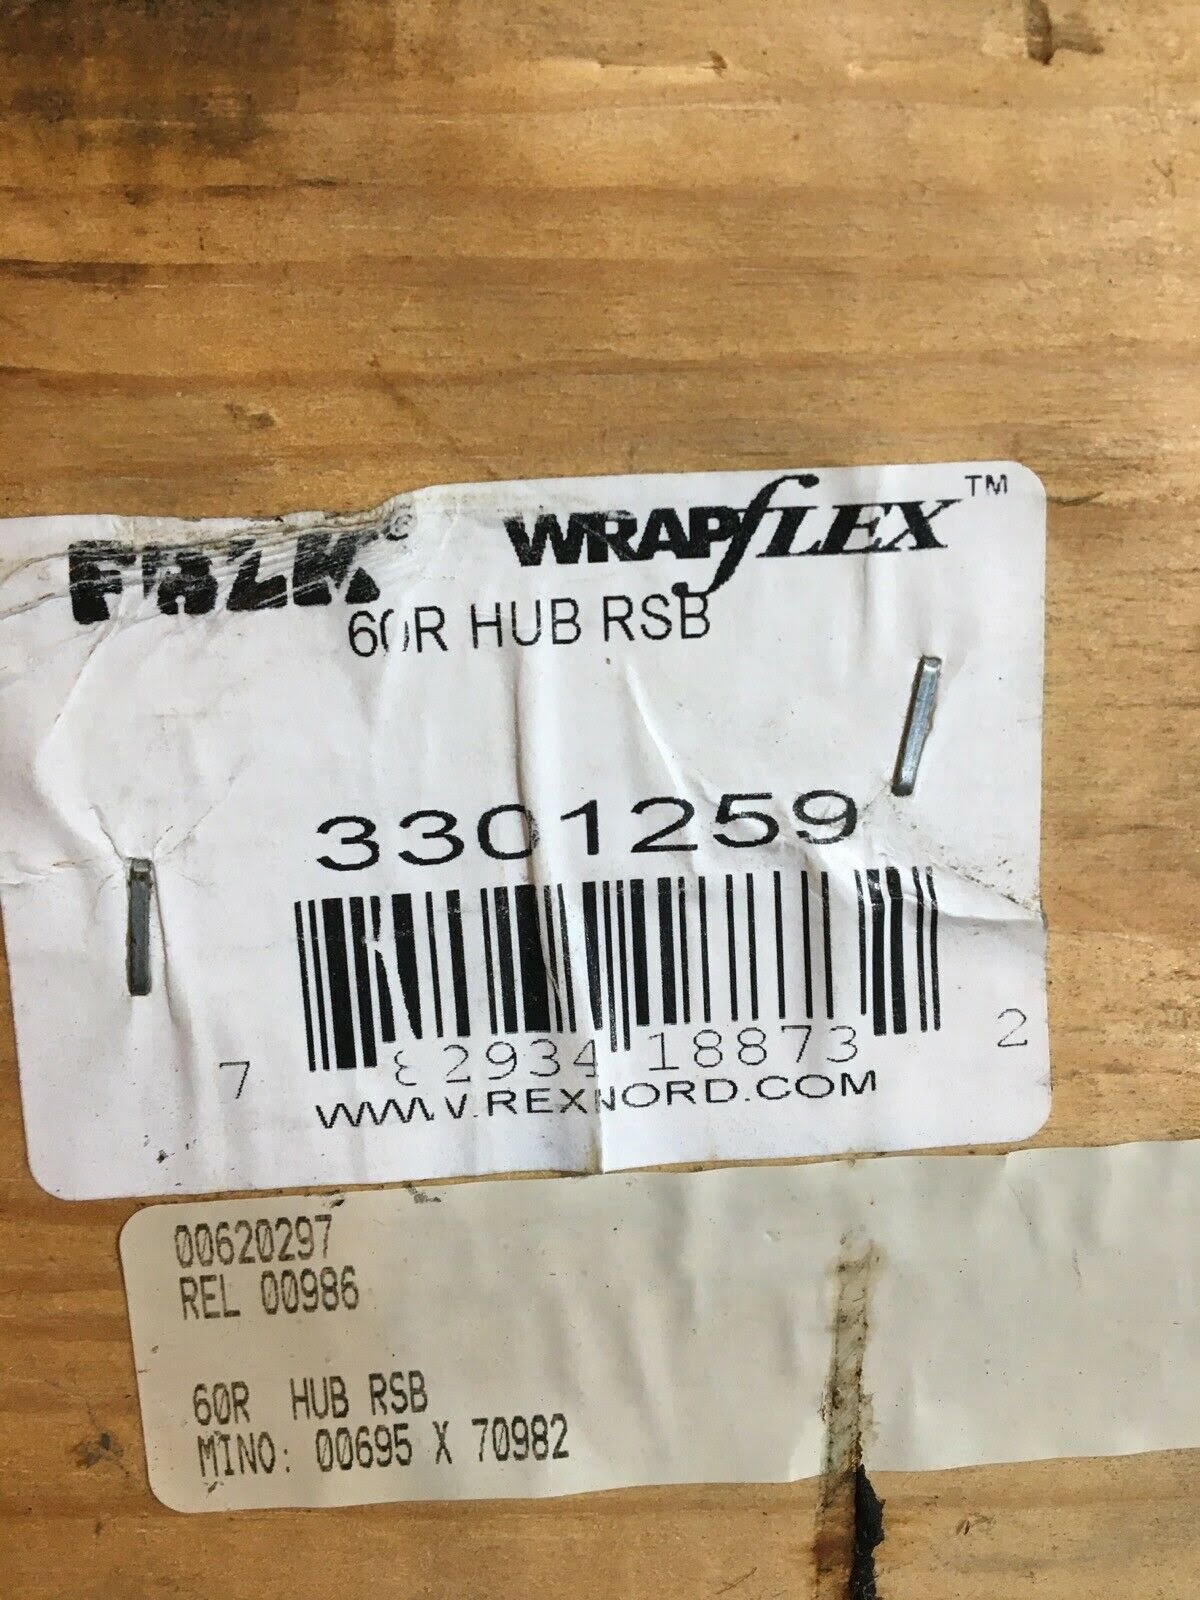 FALK® WRAPfLEX™
60R HUB RSB
3301259
7 82934 18873 2
WWW.REXNORD.COM
00620297
REL 00986
60R HUB RSB
MINO: 00695 X 70982